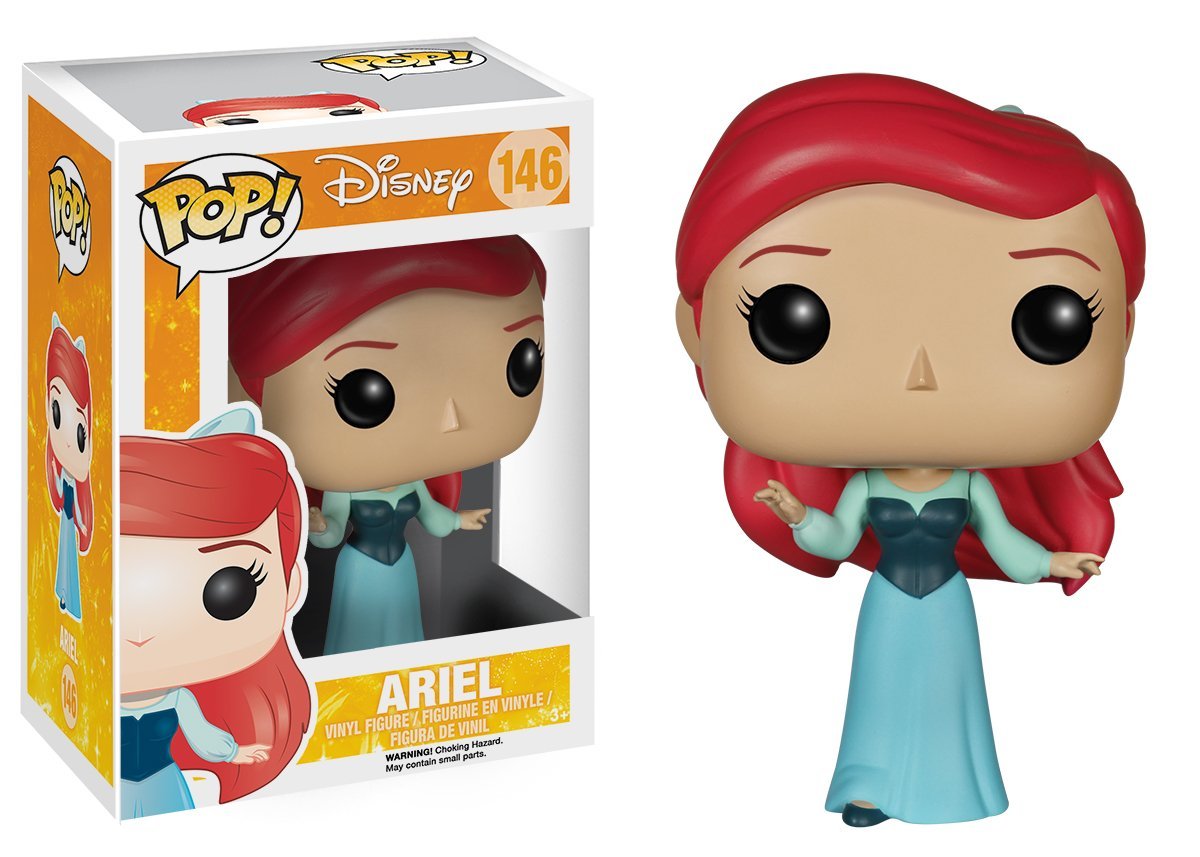 POP!
POP!
DISNEY
146
POP!
ARIEL
146
ARIEL
VINYL FIGURE / FIGURINE EN VINYLE /
FIGURA DE VINIL
3+
WARNING! Choking Hazard.
May contain small parts.